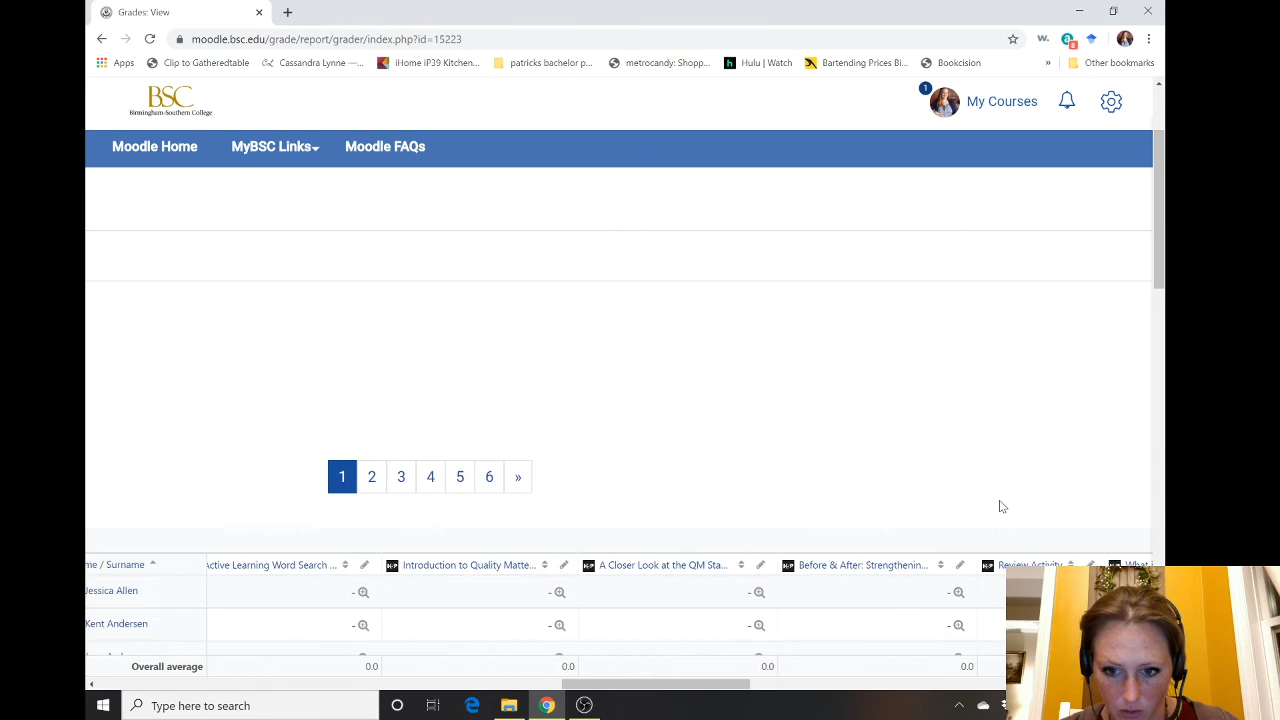 Grades: View
moodle.bsc.edu/grade/report/grader/index.php?id=15223
Apps Clip to Gatheredtable Cassandra Lynne —... iHome iP39 Kitchen... patricks bachelor p... metrocandy: Shopp... Hulu | Watch Bartending Prices Bi... Bookcision » Other bookmarks
BSC
Birmingham-Southern College
1 My Courses
Moodle Home MyBSC Links Moodle FAQs
1 2 3 4 5 6 »
me / Surname ctive Learning Word Search ... H-P Introduction to Quality Matte... H-P A Closer Look at the QM Sta... H-P Before & After: Strengthenin... H-P Review Activity
Jessica Allen - - - -
Kent Andersen - - - -
Overall average 0.0 0.0 0.0 0.0
Type here to search